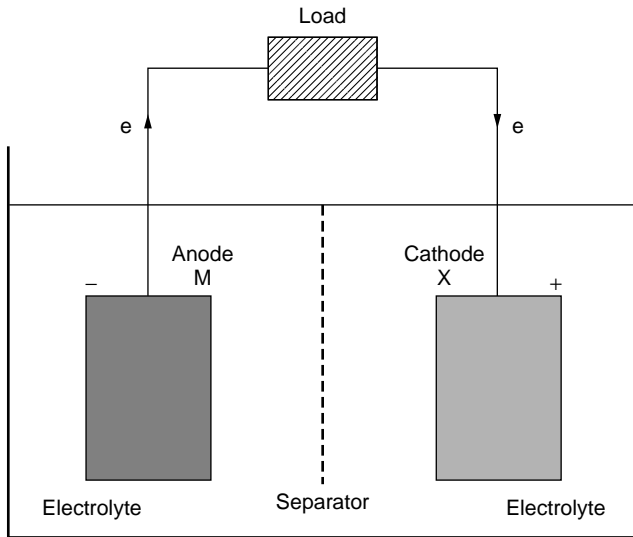 Load
e
e
Anode
M
Cathode
X
−
+
Electrolyte
Separator
Electrolyte